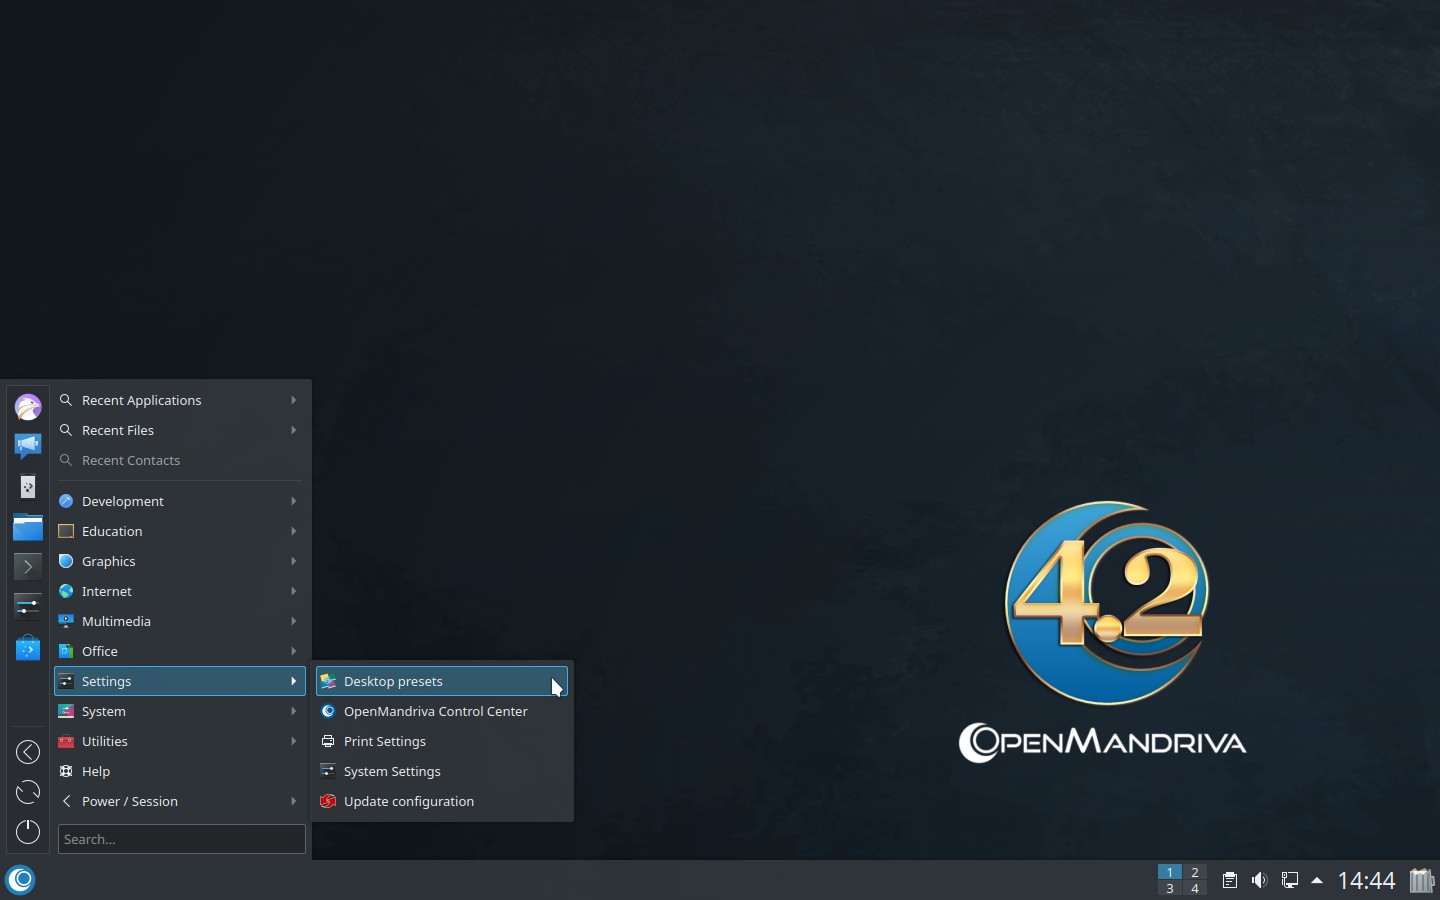 Recent Applications
Recent Files
Recent Contacts
Development
Education
Graphics
Internet
Multimedia
Office
Settings
System
Utilities
Help
Power / Session
Search...
Desktop presets
OpenMandriva Control Center
Print Settings
System Settings
Update configuration
4.2
OPENMANDRIVA
1 2
3 4
14:44